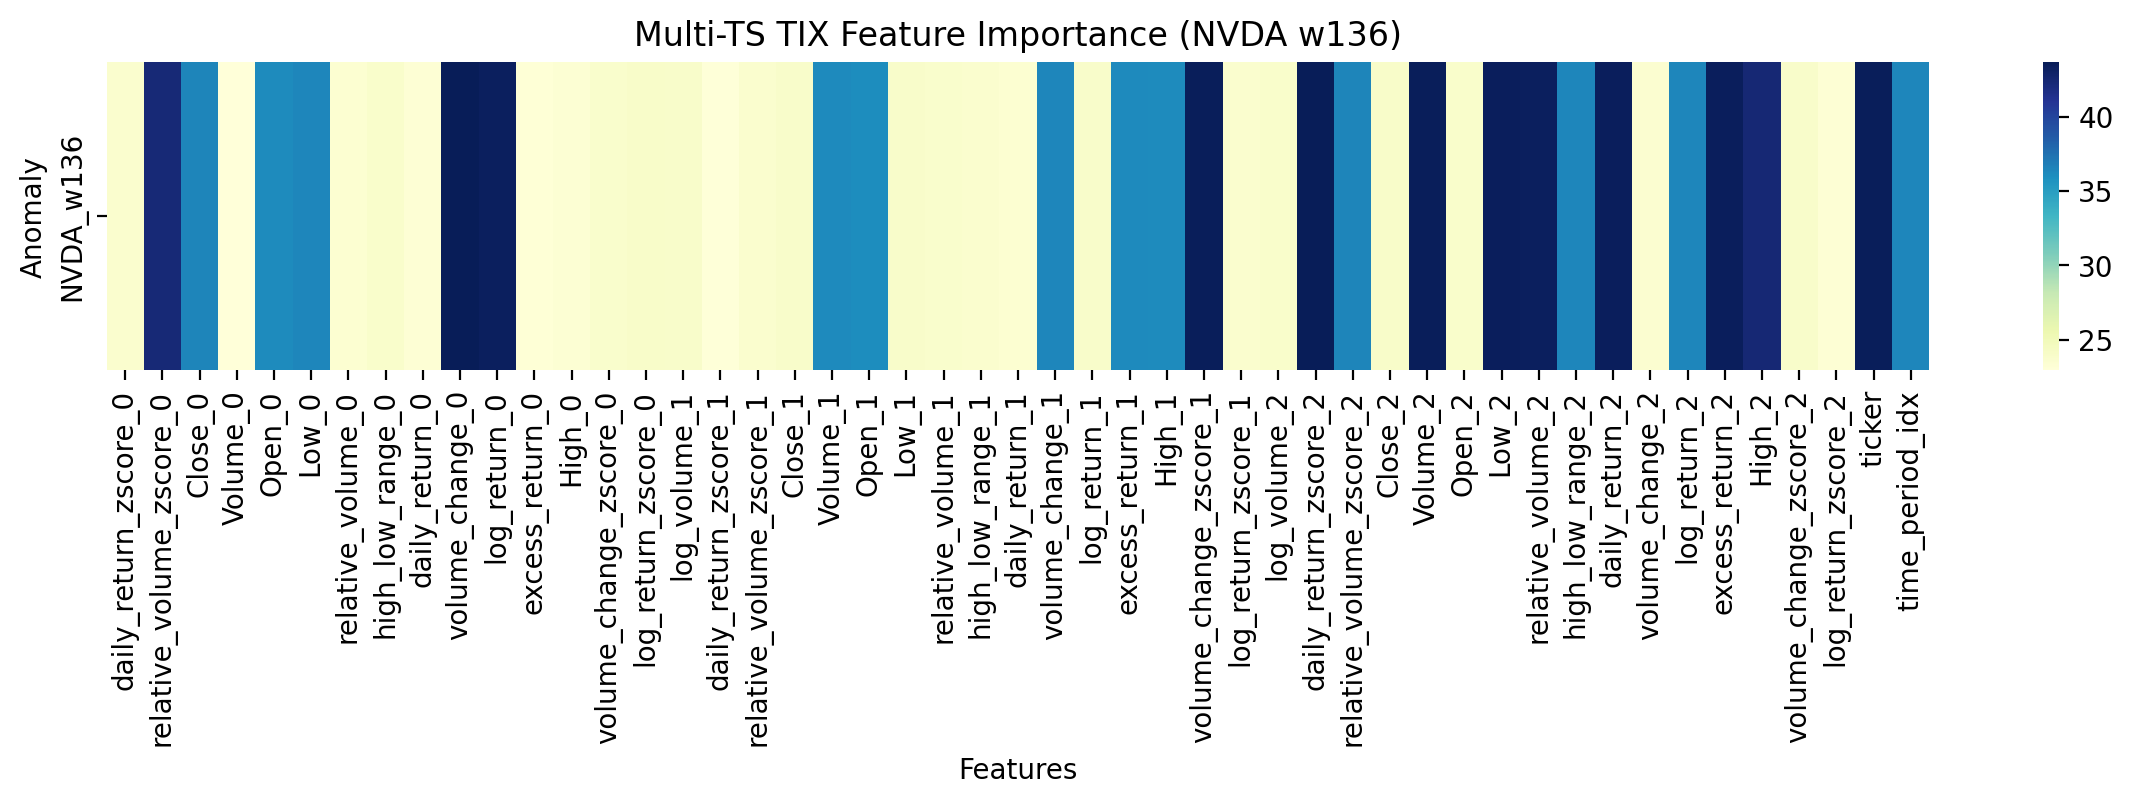 Multi-TS TIX Feature Importance (NVDA w136)
Anomaly
NVDA_w136
40
35
30
25
daily_return_zscore_0
relative_volume_zscore_0
Close_0
Volume_0
Open_0
Low_0
relative_volume_0
high_low_range_0
daily_return_0
volume_change_0
log_return_0
excess_return_0
High_0
volume_change_zscore_0
log_return_zscore_0
log_volume_1
daily_return_zscore_1
relative_volume_zscore_1
Close_1
Volume_1
Open_1
Low_1
relative_volume_1
high_low_range_1
daily_return_1
volume_change_1
log_return_1
excess_return_1
High_1
volume_change_zscore_1
log_return_zscore_1
log_volume_2
daily_return_zscore_2
relative_volume_zscore_2
Close_2
Volume_2
Open_2
Low_2
relative_volume_2
high_low_range_2
daily_return_2
volume_change_2
log_return_2
excess_return_2
High_2
volume_change_zscore_2
log_return_zscore_2
ticker
time_period_idx
Features